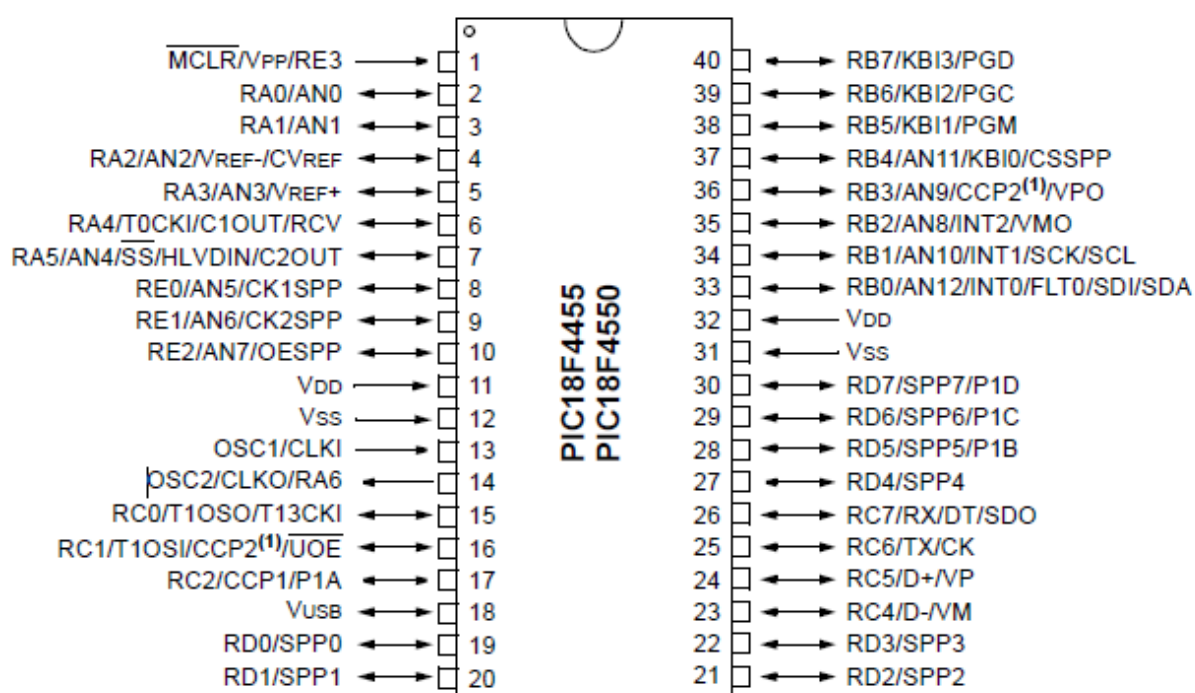 MCLR/VPP/RE3 1 40 RB7/KBI3/PGD
RA0/AN0 2 39 RB6/KBI2/PGC
RA1/AN1 3 38 RB5/KBI1/PGM
RA2/AN2/VREF-/CVREF 4 37 RB4/AN11/KBI0/CSSPP
RA3/AN3/VREF+ 5 36 RB3/AN9/CCP2(1)/VPO
RA4/T0CKI/C1OUT/RCV 6 35 RB2/AN8/INT2/VMO
RA5/AN4/SS/HLVDIN/C2OUT 7 34 RB1/AN10/INT1/SCK/SCL
RE0/AN5/CK1SPP 8 33 RB0/AN12/INT0/FLT0/SDI/SDA
RE1/AN6/CK2SPP 9 32 VDD
RE2/AN7/OESPP 10 31 VSS
VDD 11 30 RD7/SPP7/P1D
VSS 12 29 RD6/SPP6/P1C
OSC1/CLKI 13 28 RD5/SPP5/P1B
OSC2/CLKO/RA6 14 27 RD4/SPP4
RC0/T1OSO/T13CKI 15 26 RC7/RX/DT/SDO
RC1/T1OSI/CCP2(1)/UOE 16 25 RC6/TX/CK
RC2/CCP1/P1A 17 24 RC5/D+/VP
VUSB 18 23 RC4/D-/VM
RD0/SPP0 19 22 RD3/SPP3
RD1/SPP1 20 21 RD2/SPP2
PIC18F4455
PIC18F4550